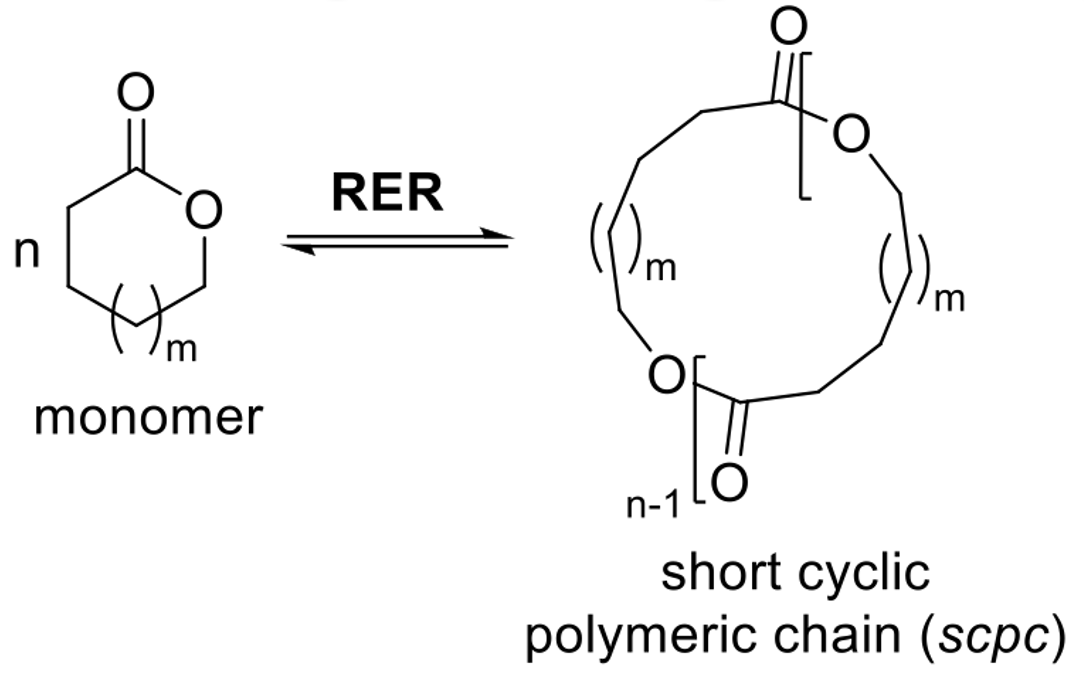 O
O
n
( )m
monomer
RER
O
O
( )m
( )m
O
O
n-1
short cyclic
polymeric chain (scpc)